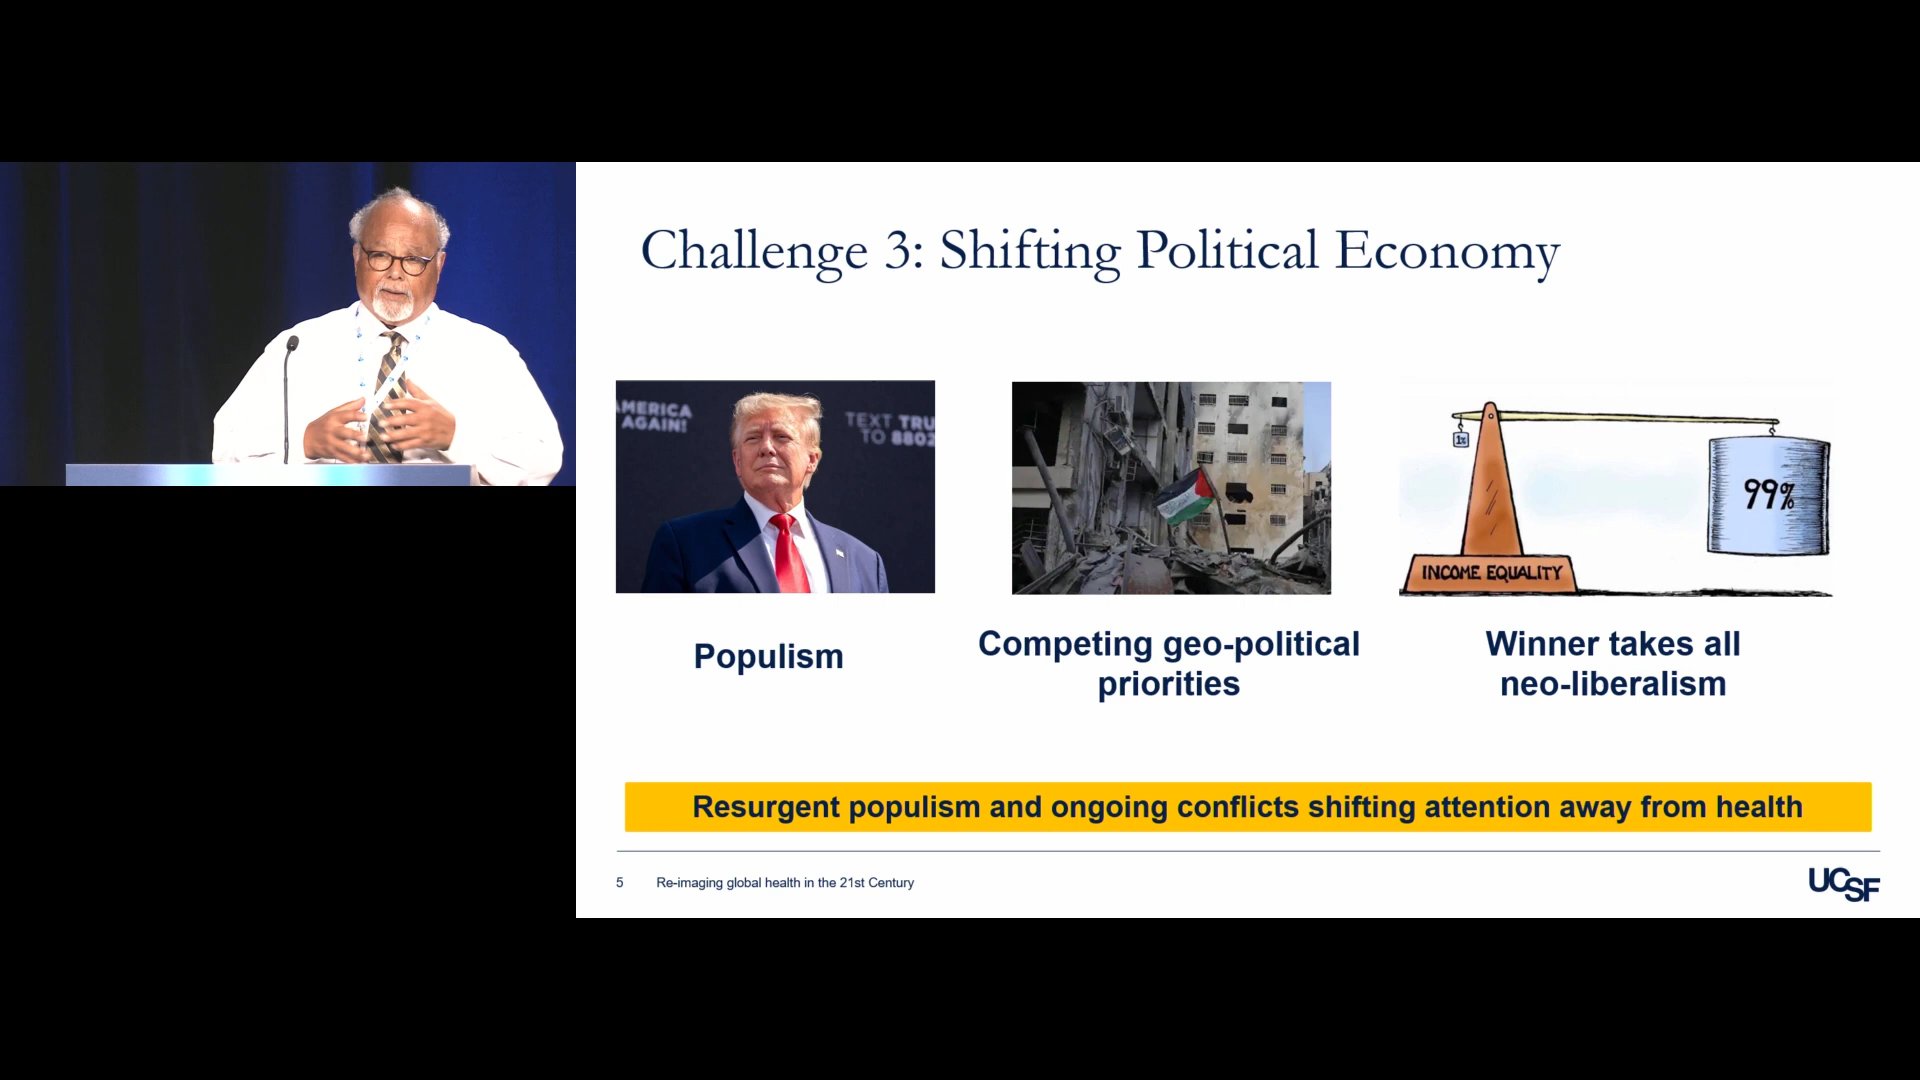 Challenge 3: Shifting Political Economy
AMERICA
AGAIN!
TEXT TRU
TO 8802
1%
99%
INCOME EQUALITY
Populism
Competing geo-political
priorities
Winner takes all
neo-liberalism
Resurgent populism and ongoing conflicts shifting attention away from health
5 Re-imaging global health in the 21st Century
UCSF